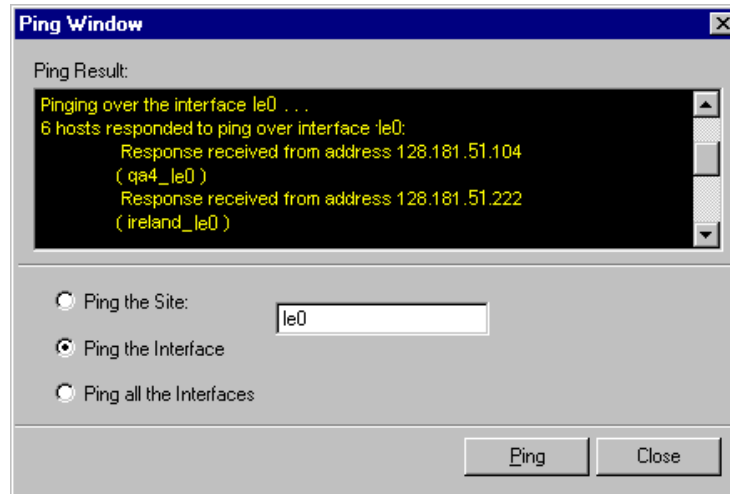 Ping Window
Ping Result:
Pinging over the interface le0 . . .
6 hosts responded to ping over interface le0:
Response received from address 128.181.51.104
( qa4_le0 )
Response received from address 128.181.51.222
( ireland_le0 )
Ping the Site:
le0
Ping the Interface
Ping all the Interfaces
Ping
Close